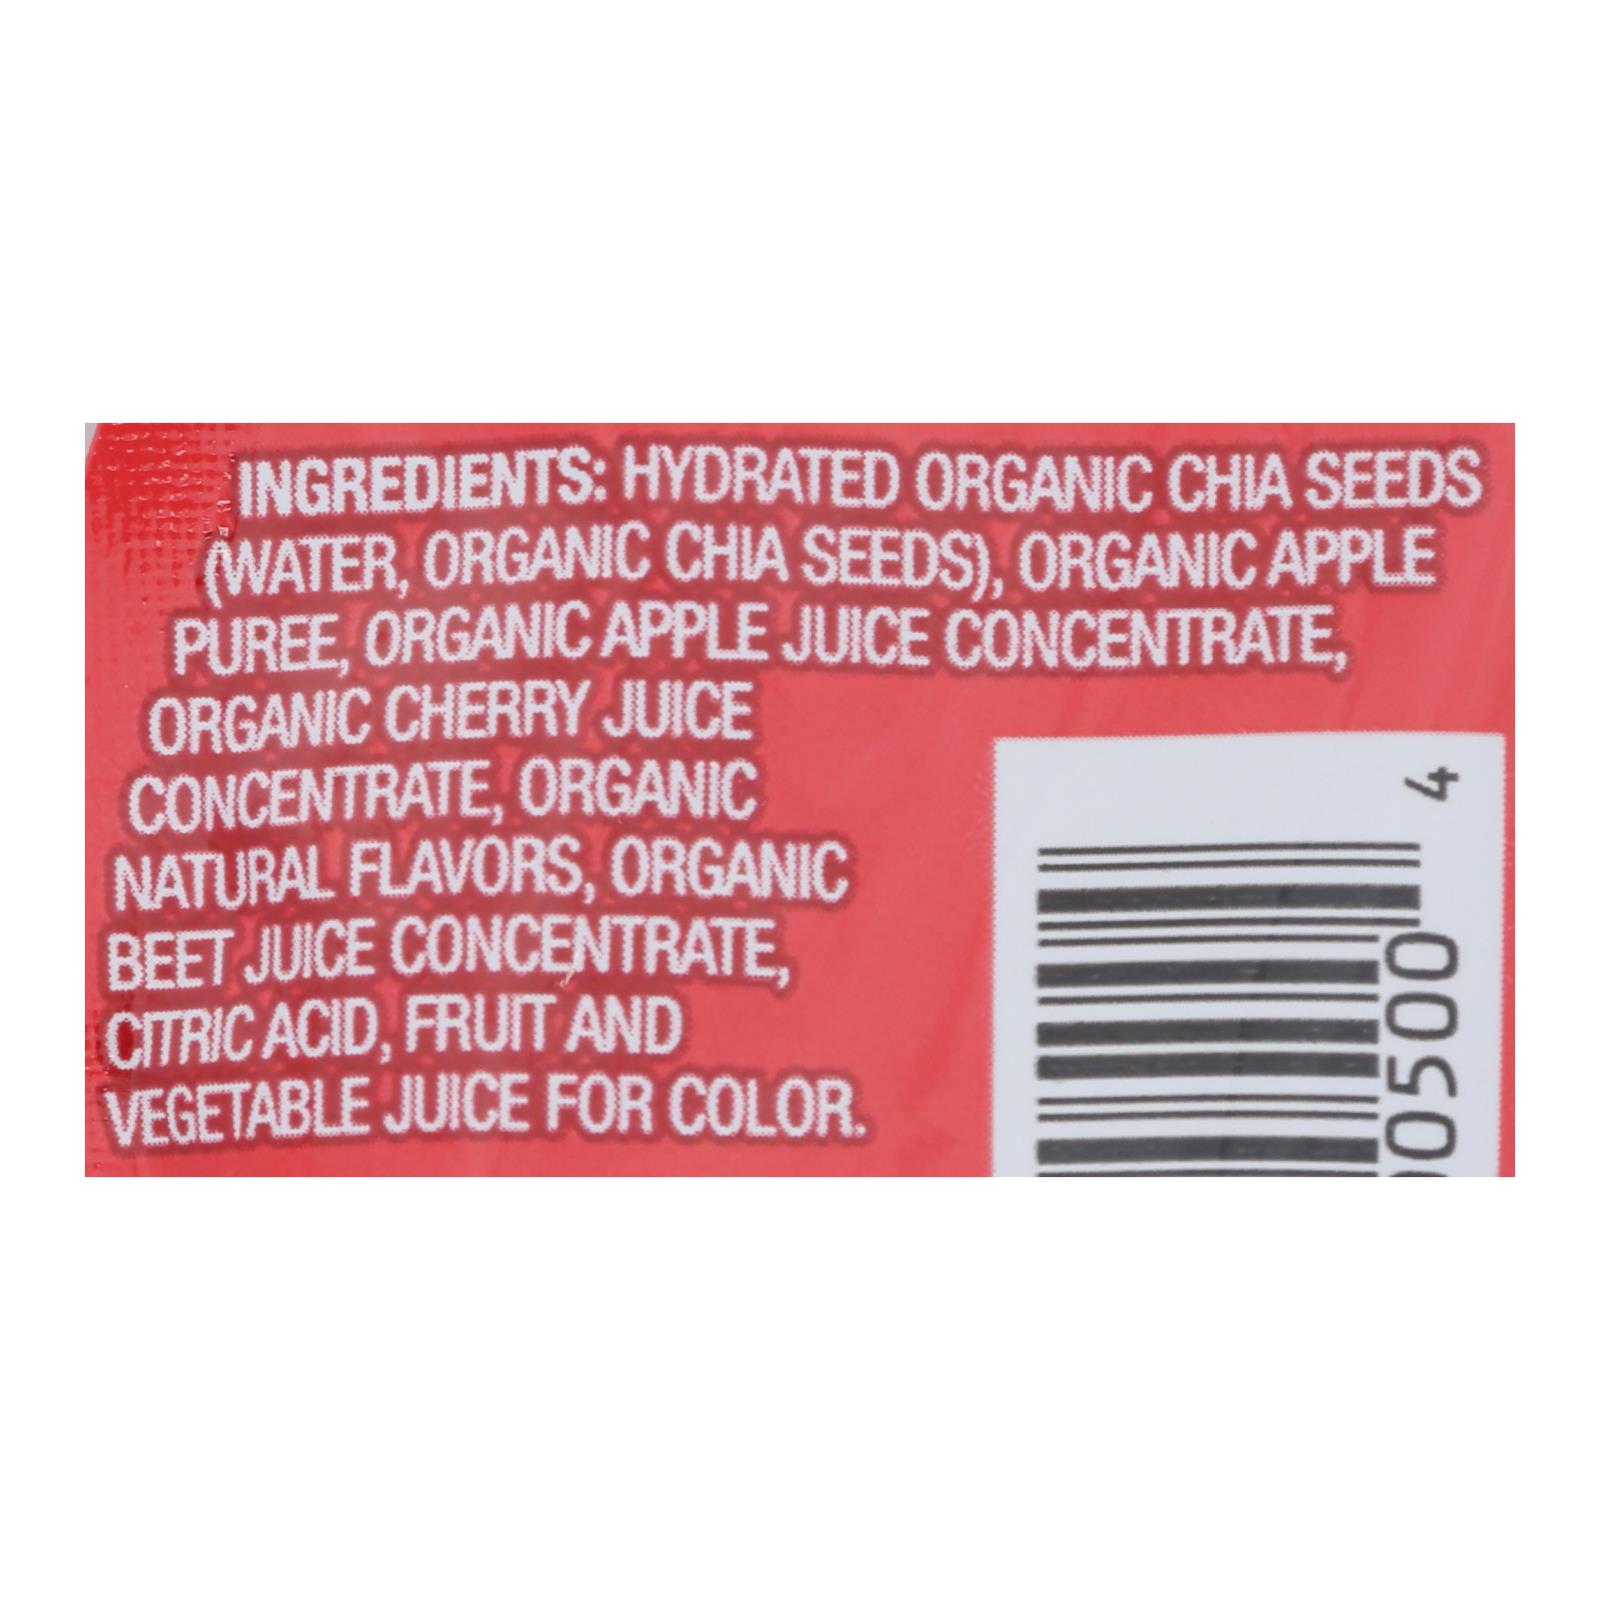 INGREDIENTS: HYDRATED ORGANIC CHIA SEEDS
(WATER, ORGANIC CHIA SEEDS), ORGANIC APPLE
PUREE, ORGANIC APPLE JUICE CONCENTRATE,
ORGANIC CHERRY JUICE
CONCENTRATE, ORGANIC
NATURAL FLAVORS, ORGANIC
BEET JUICE CONCENTRATE,
CITRIC ACID, FRUIT AND
VEGETABLE JUICE FOR COLOR.
00500 4